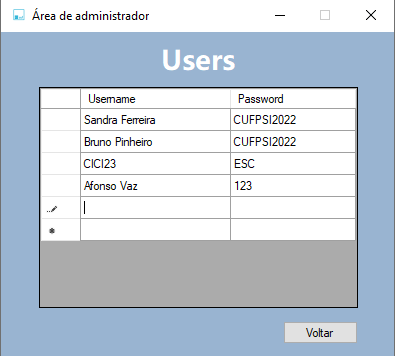 Área de administrador
Users
Username Password
Sandra Ferreira CUFPSI2022
Bruno Pinheiro CUFPSI2022
CICI23 ESC
Afonso Vaz 123
Voltar